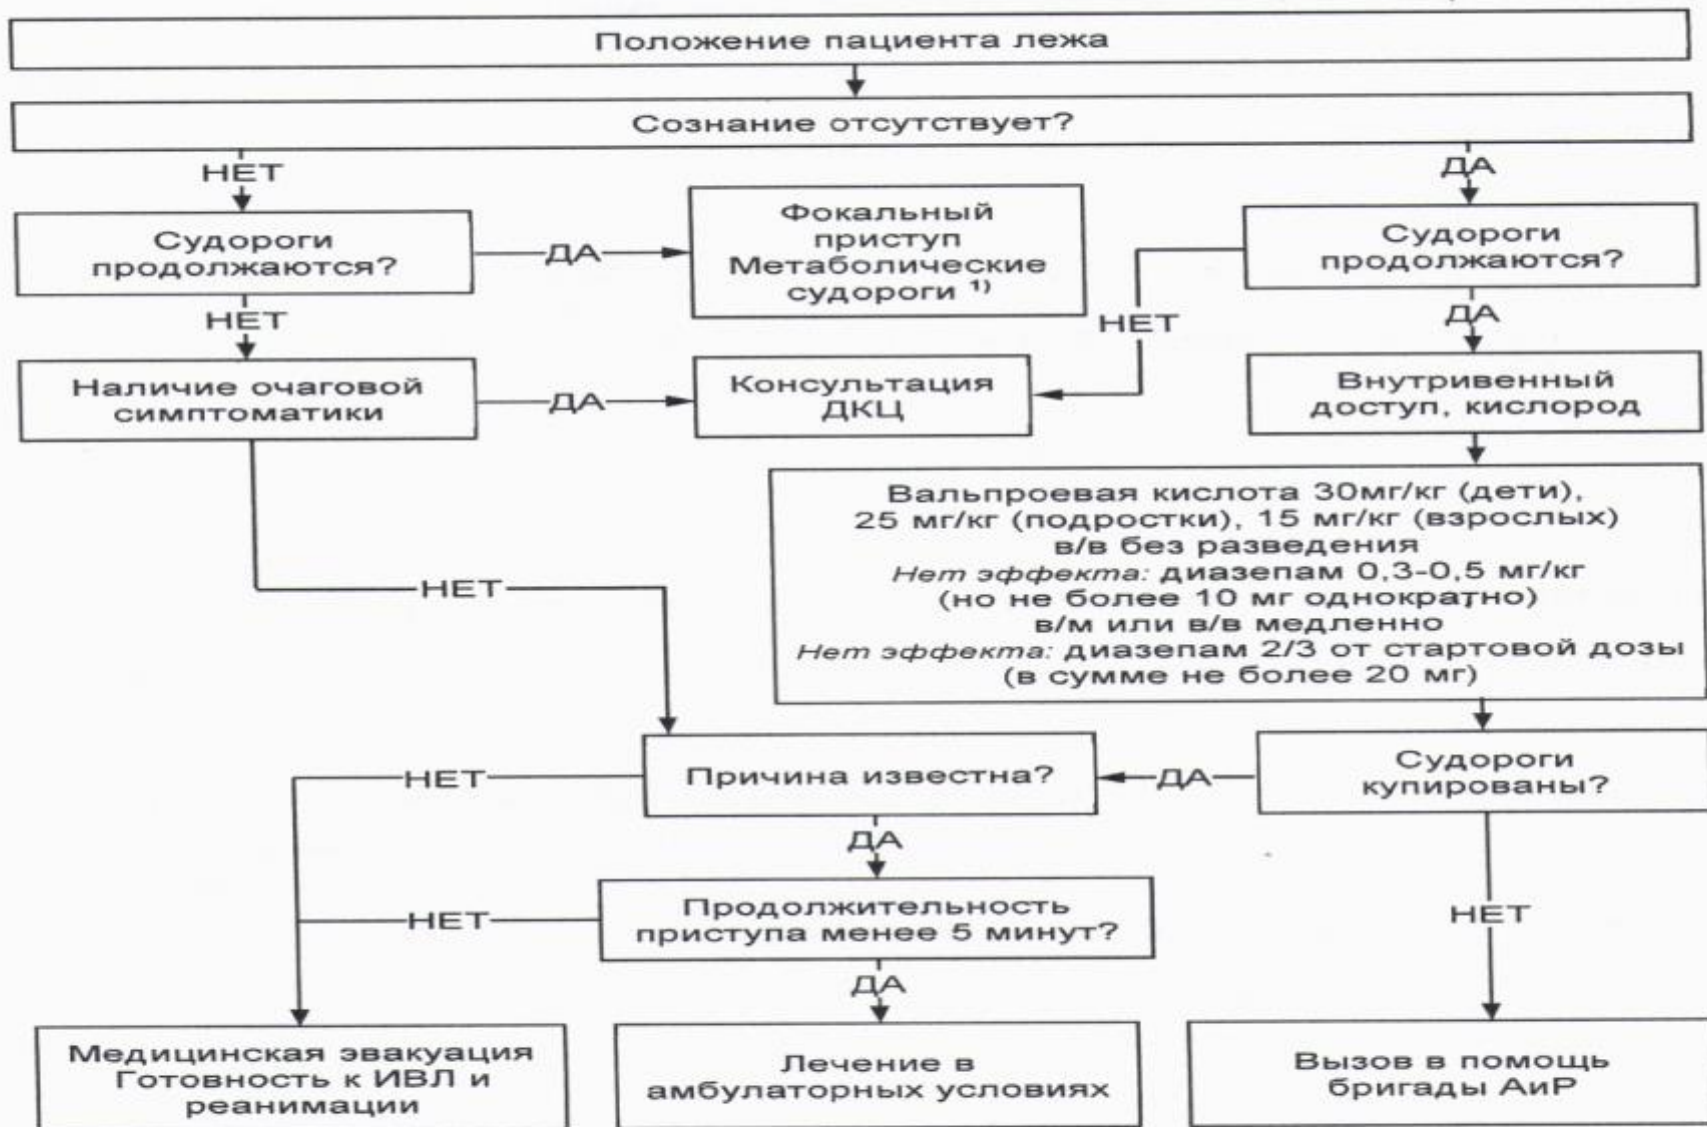 Положение пациента лежа
Сознание отсутствует?
НЕТ
ДА
Судороги
продолжаются?
ДА
Фокальный
приступ
Метаболические
судороги ¹⁾
Судороги
продолжаются?
НЕТ
НЕТ
ДА
Наличие очаговой
симптоматики
ДА
Консультация
ДКЦ
Внутривенный
доступ, кислород
Вальпроевая кислота 30мг/кг (дети),
25 мг/кг (подростки), 15 мг/кг (взрослых)
в/в без разведения
Нет эффекта: диазепам 0,3-0,5 мг/кг
(но не более 10 мг однократно)
в/м или в/в медленно
Нет эффекта: диазепам 2/3 от стартовой дозы
(в сумме не более 20 мг)
НЕТ
НЕТ
Причина известна?
ДА
Судороги
купированы?
ДА
НЕТ
Продолжительность
приступа менее 5 минут?
НЕТ
ДА
Медицинская эвакуация
Готовность к ИВЛ и
реанимации
Лечение в
амбулаторных условиях
Вызов в помощь
бригады АиР